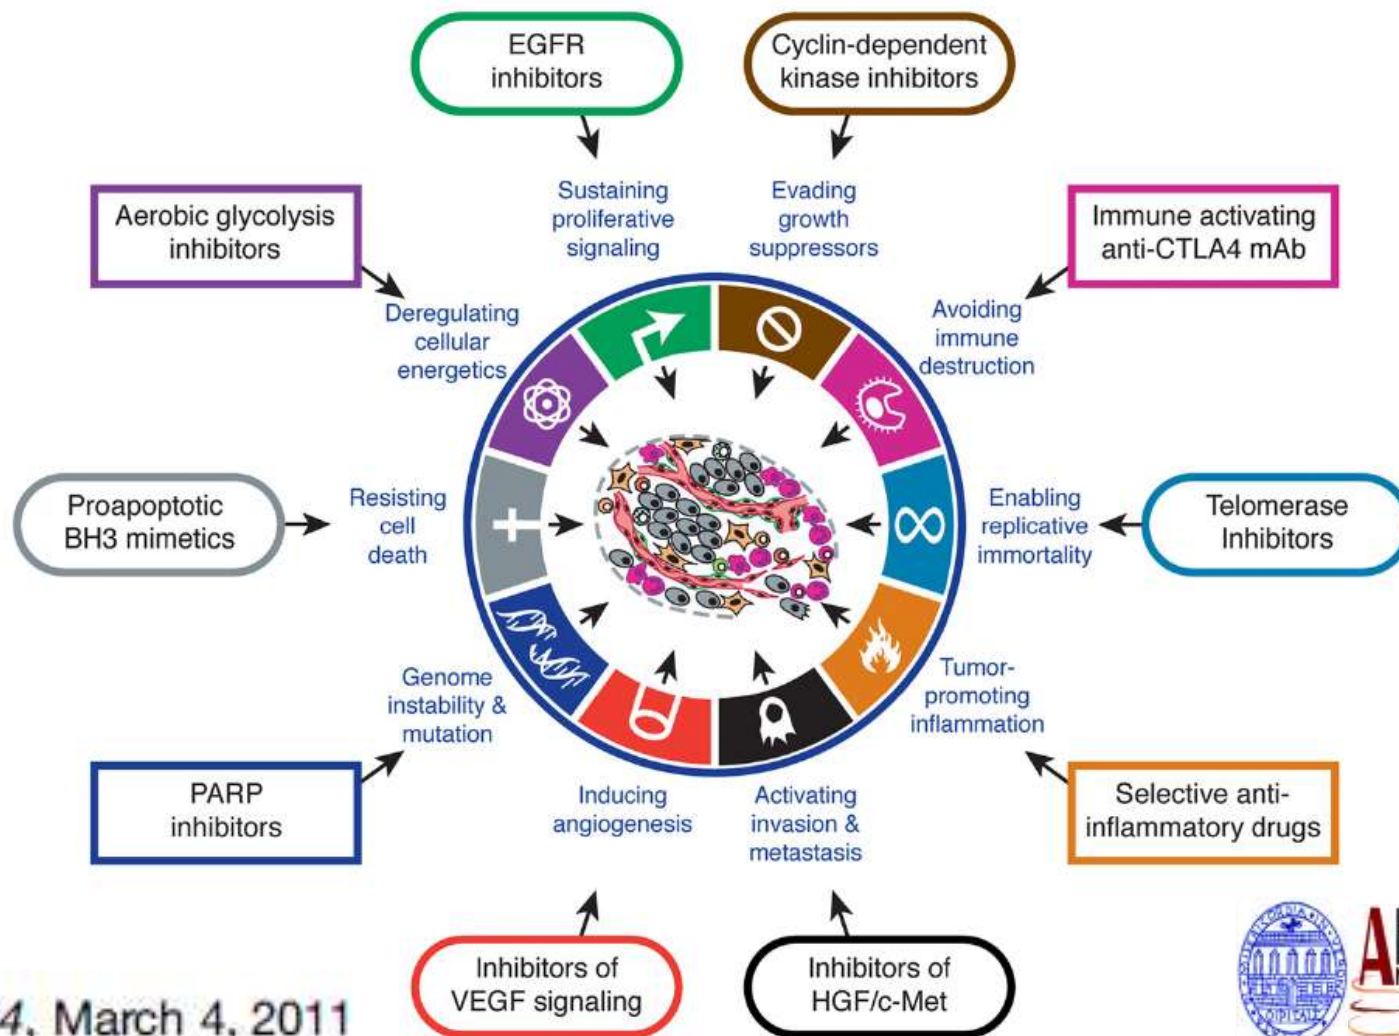 EGFR
inhibitors
Cyclin-dependent
kinase inhibitors
Sustaining
proliferative
signaling
Evading
growth
suppressors
Aerobic glycolysis
inhibitors
Immune activating
anti-CTLA4 mAb
Deregulating
cellular
energetics
Avoiding
immune
destruction
Proapoptotic
BH3 mimetics
Resisting
cell
death
Enabling
replicative
immortality
Telomerase
Inhibitors
Genome
instability &
mutation
Tumor-
promoting
inflammation
PARP
inhibitors
Inducing
angiogenesis
Activating
invasion &
metastasis
Selective anti-
inflammatory drugs
Inhibitors of
VEGF signaling
Inhibitors of
HGF/c-Met
4, March 4, 2011